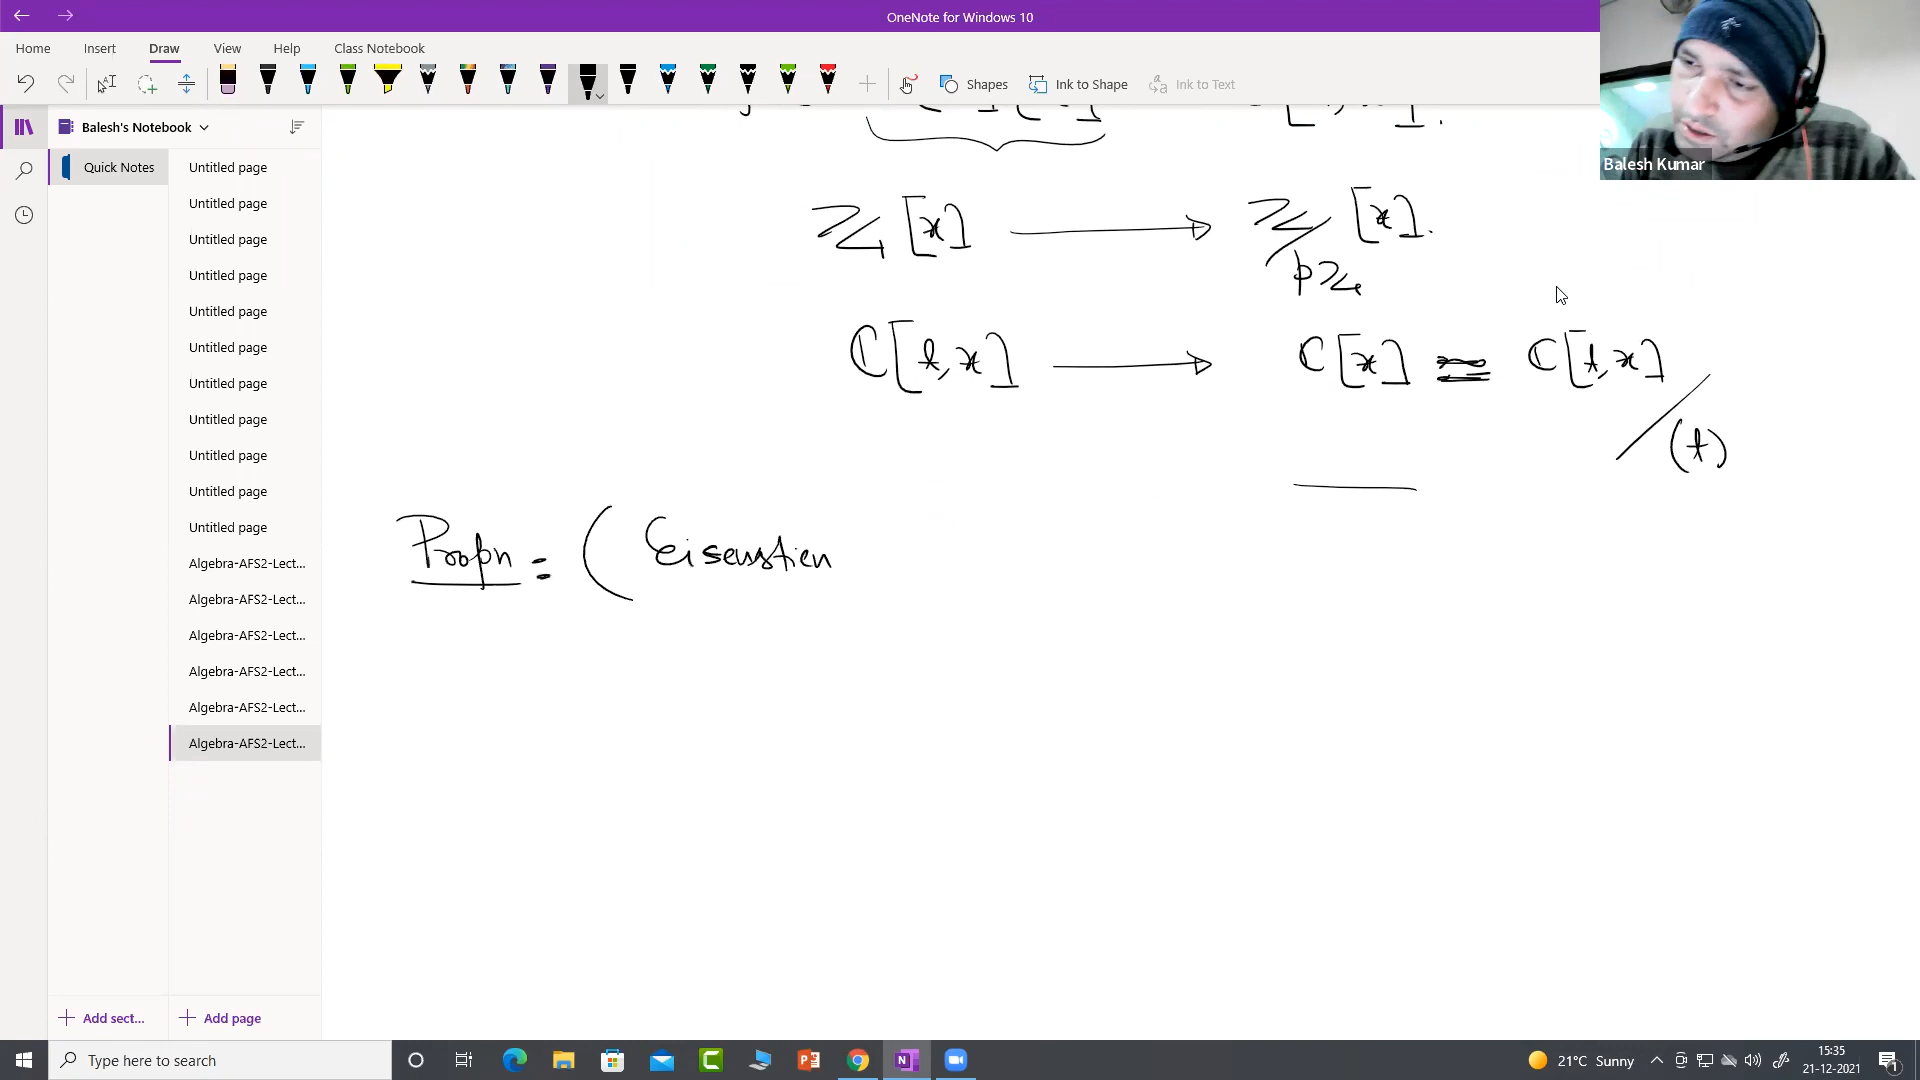 OneNote for Windows 10
Home Insert Draw View Help Class Notebook
Shapes Ink to Shape Ink to Text
Balesh Kumar
Balesh's Notebook
Quick Notes
Untitled page
Untitled page
Untitled page
Untitled page
Untitled page
Untitled page
Untitled page
Untitled page
Untitled page
Untitled page
Untitled page
Algebra-AFS2-Lect...
Algebra-AFS2-Lect...
Algebra-AFS2-Lect...
Algebra-AFS2-Lect...
Algebra-AFS2-Lect...
Algebra-AFS2-Lect...
ℤ[x] ⟶ ℤ/pℤ [x].
ℂ[t,x] ⟶ ℂ[x] ≅ ℂ[t,x]/(t)
Propn : ( Eisenstien
Add sect... Add page
Type here to search
21°C Sunny
15:35
21-12-2021
1